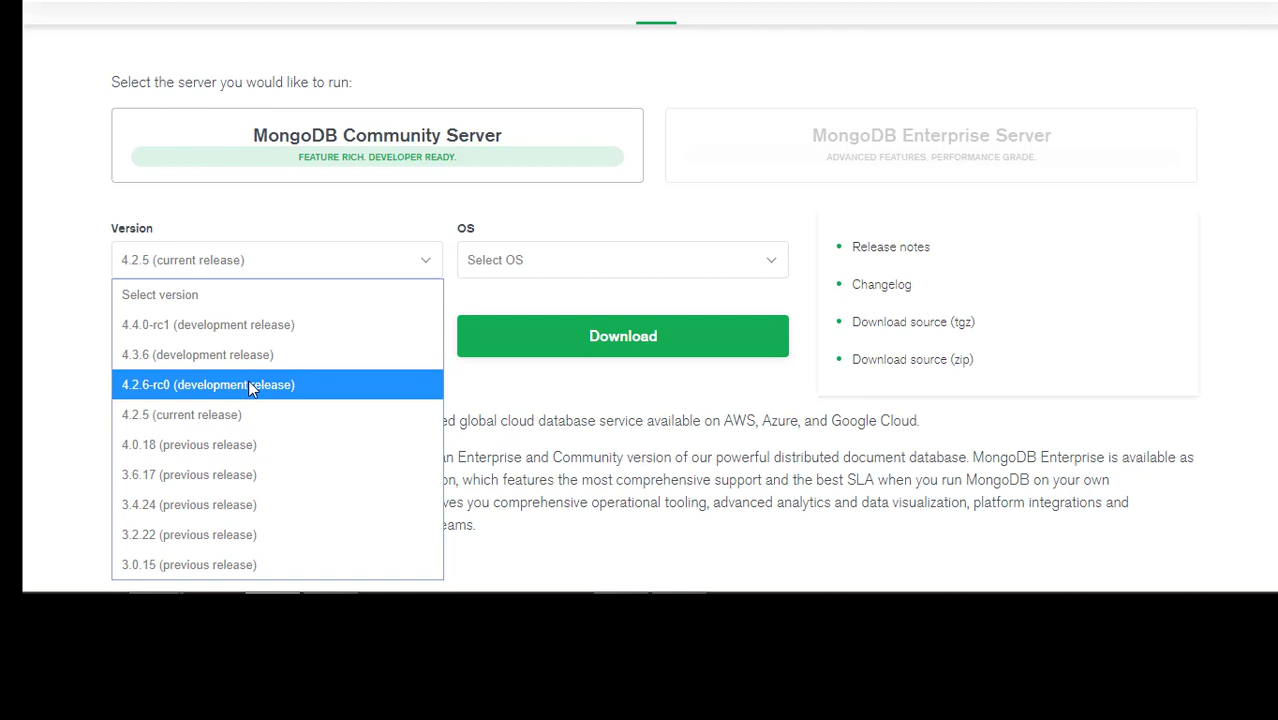 Select the server you would like to run:
MongoDB Community Server
FEATURE RICH. DEVELOPER READY.
MongoDB Enterprise Server
ADVANCED FEATURES. PERFORMANCE GRADE.
Version
4.2.5 (current release)
Select version
4.4.0-rc1 (development release)
4.3.6 (development release)
4.2.6-rc0 (development release)
4.2.5 (current release)
4.0.18 (previous release)
3.6.17 (previous release)
3.4.24 (previous release)
3.2.22 (previous release)
3.0.15 (previous release)
OS
Select OS
Download
Release notes
Changelog
Download source (tgz)
Download source (zip)
ed global cloud database service available on AWS, Azure, and Google Cloud.
an Enterprise and Community version of our powerful distributed document database. MongoDB Enterprise is available as
on, which features the most comprehensive support and the best SLA when you run MongoDB on your own
ves you comprehensive operational tooling, advanced analytics and data visualization, platform integrations and
eams.